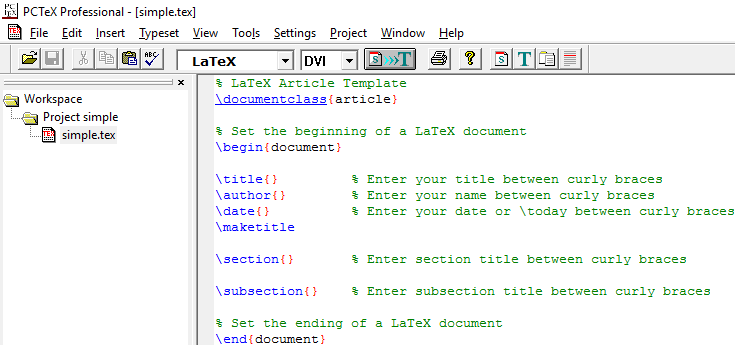 PCTeX Professional - [simple.tex]
File Edit Insert Typeset View Tools Settings Project Window Help
LaTeX DVI S »»T ? S T
Workspace
Project simple
simple.tex
% LaTeX Article Template
\documentclass{article}
% Set the beginning of a LaTeX document
\begin{document}
\title{} % Enter your title between curly braces
\author{} % Enter your name between curly braces
\date{} % Enter your date or \today between curly braces
\maketitle
\section{} % Enter section title between curly braces
\subsection{} % Enter subsection title between curly braces
% Set the ending of a LaTeX document
\end{document}